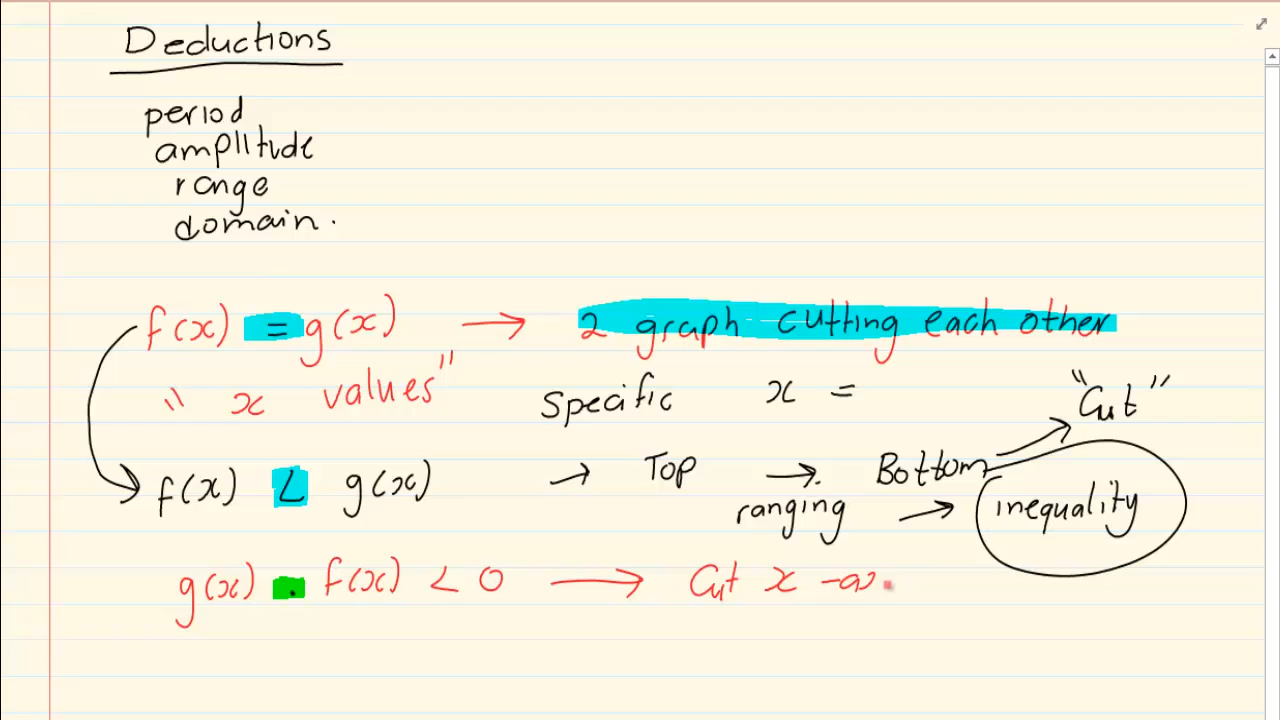 Deductions
period
amplitude
range
domain.
f(x) = g(x) → 2 graph cutting each other
"x values" specific x = "Cut"
f(x) < g(x) → Top → Bottom
ranging → inequality
g(x) . f(x) < 0 → Cut x -ax